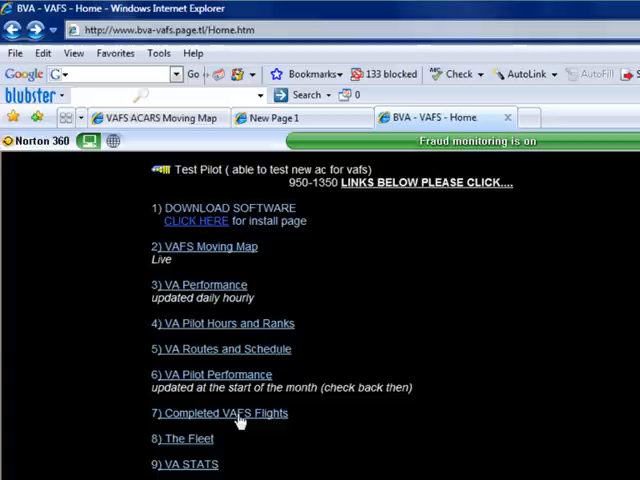 BVA - VAFS - Home - Windows Internet Explorer
http://www.bva-vafs.page.tl/Home.htm
File Edit View Favorites Tools Help
Google G Go Bookmarks 133 blocked Check AutoLink AutoFill Se
blubster Search 0
VAFS ACARS Moving Map New Page 1 BVA - VAFS - Home X
Norton 360 Fraud monitoring is on
Test Pilot ( able to test new ac for vafs)
950-1350 LINKS BELOW PLEASE CLICK....
1) DOWNLOAD SOFTWARE
CLICK HERE for install page
2) VAFS Moving Map
Live
3) VA Performance
updated daily hourly
4) VA Pilot Hours and Ranks
5) VA Routes and Schedule
6) VA Pilot Performance
updated at the start of the month (check back then)
7) Completed VAFS Flights
8) The Fleet
9) VA STATS